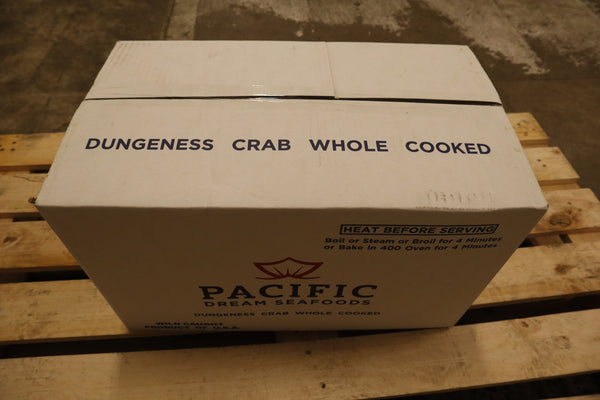 DUNGENESS CRAB WHOLE COOKED
HEAT BEFORE SERVING
Boil or Steam or Broil for 4 Minutes
or Bake in 400 Oven for 4 Minutes
PACIFIC
DREAM SEAFOODS
DUNGENESS CRAB WHOLE COOKED
WILD CAUGHT
PRODUCT OF U.S.A.